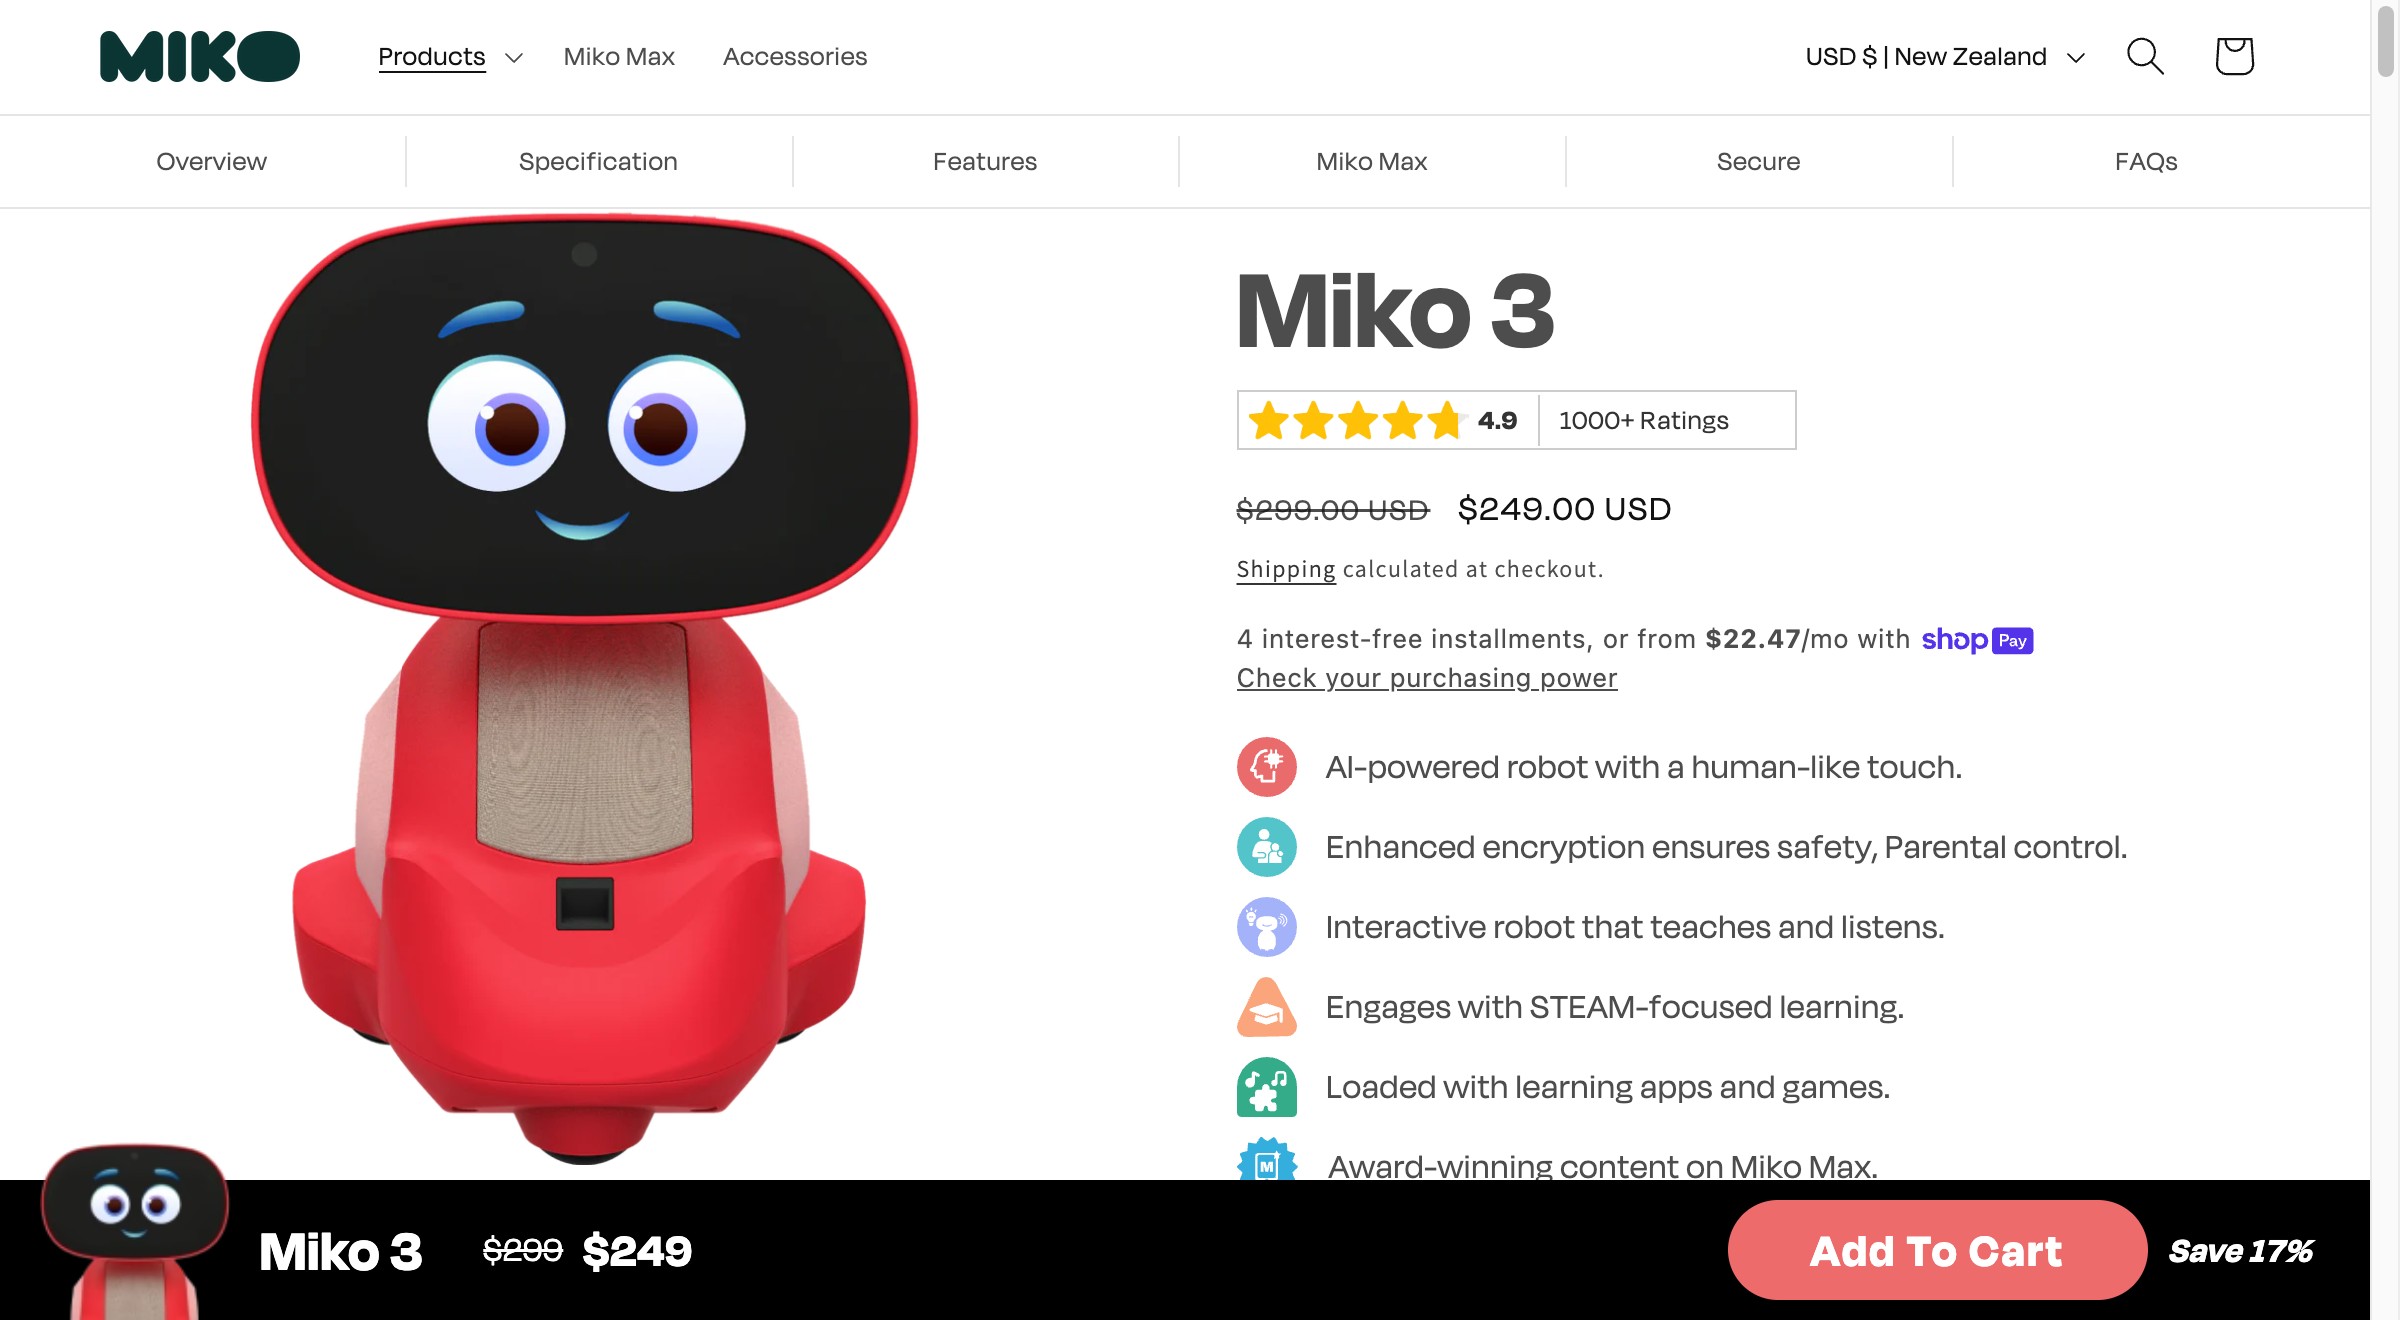 MIKO
Products
Miko Max
Accessories
USD $ | New Zealand
Overview
Specification
Features
Miko Max
Secure
FAQs
Miko 3
4.9
1000+ Ratings
$299.00 USD $249.00 USD
Shipping calculated at checkout.
4 interest-free installments, or from $22.47/mo with shop Pay
Check your purchasing power
AI-powered robot with a human-like touch.
Enhanced encryption ensures safety, Parental control.
Interactive robot that teaches and listens.
Engages with STEAM-focused learning.
Loaded with learning apps and games.
M
Award-winning content on Miko Max.
Miko 3
$299 $249
Add To Cart
Save 17%